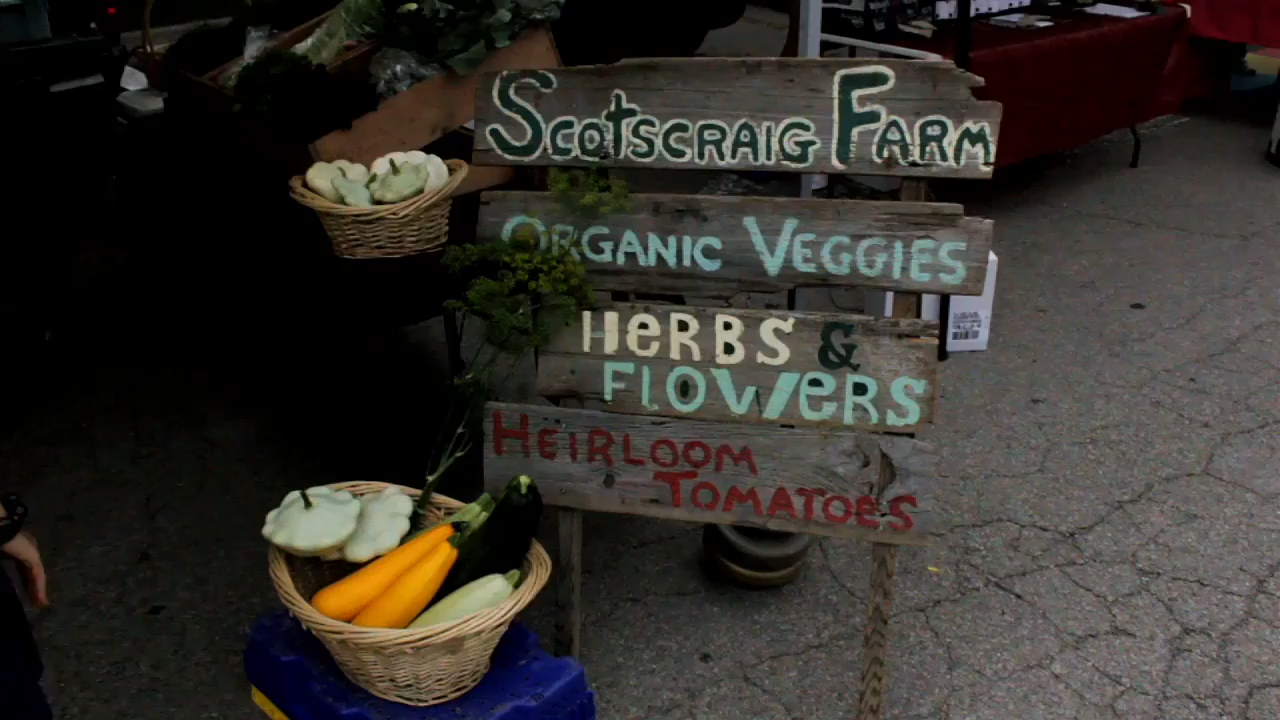 Scotscraig Farm
Organic Veggies
HeRBS &
FlOWeRS
Heirloom
Tomatoes